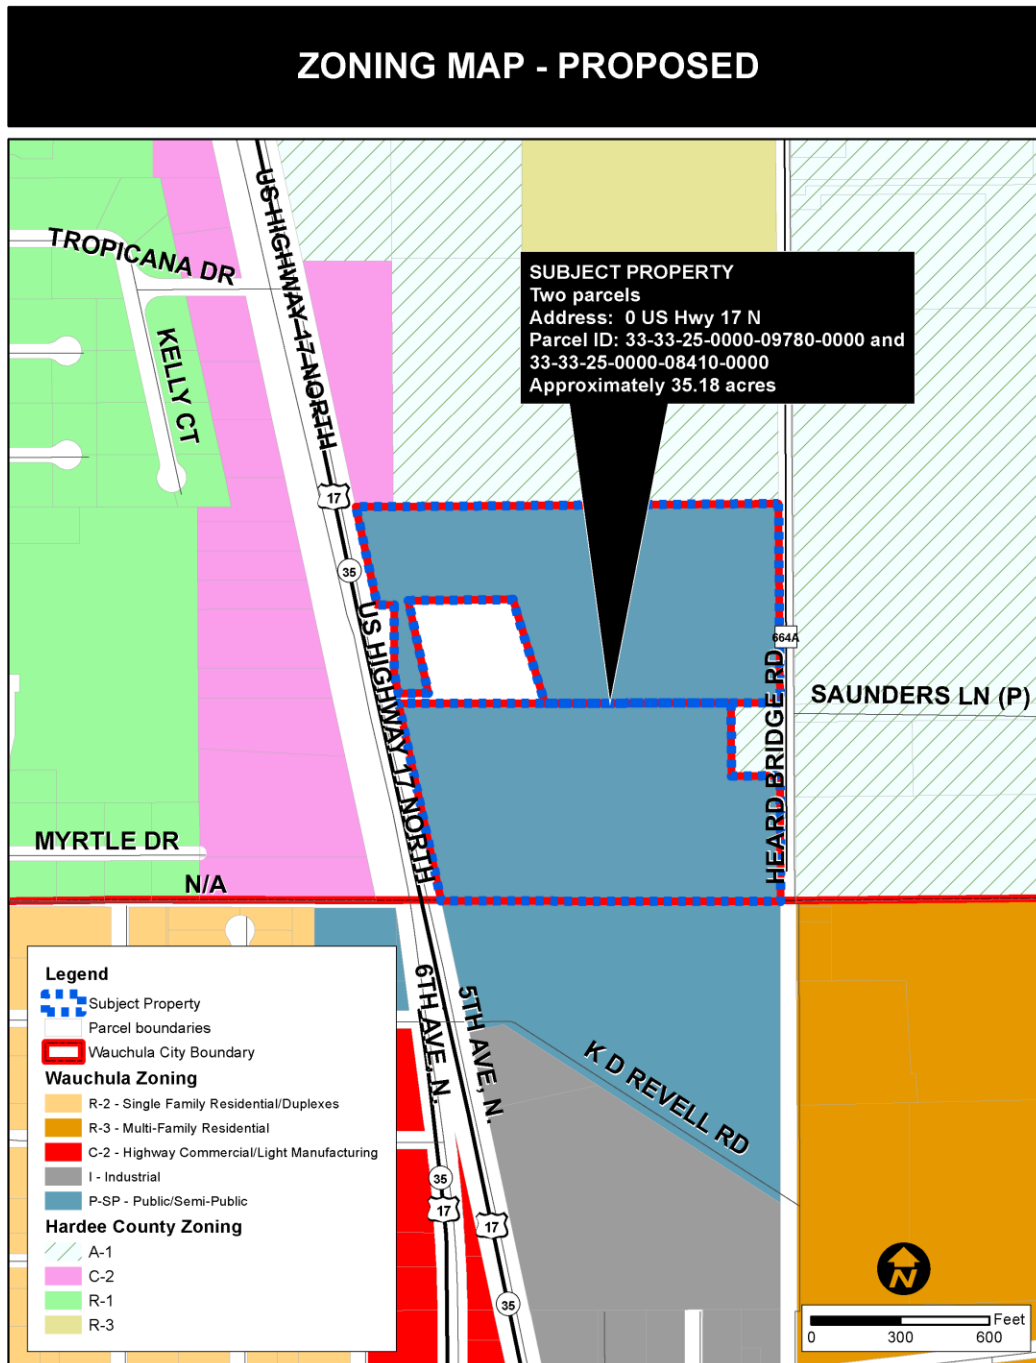 ZONING MAP - PROPOSED
US HIGHWAY 17 NORTH
TROPICANA DR
KELLY CT
SUBJECT PROPERTY
Two parcels
Address: 0 US Hwy 17 N
Parcel ID: 33-33-25-0000-09780-0000 and
33-33-25-0000-08410-0000
Approximately 35.18 acres
17
35
US HIGHWAY 17 NORTH
664A
HEARD BRIDGE RD
SAUNDERS LN (P)
MYRTLE DR
N/A
6TH AVE, N.
5TH AVE, N.
K D REVELL RD
35
17
17
35
Legend
Subject Property
Parcel boundaries
Wauchula City Boundary
Wauchula Zoning
R-2 - Single Family Residential/Duplexes
R-3 - Multi-Family Residential
C-2 - Highway Commercial/Light Manufacturing
I - Industrial
P-SP - Public/Semi-Public
Hardee County Zoning
A-1
C-2
R-1
R-3
N
Feet
0 300 600